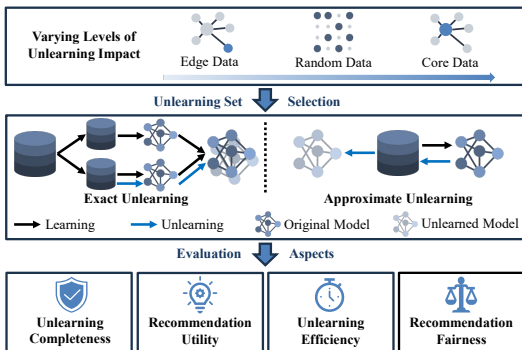 Varying Levels of
Unlearning Impact
Edge Data
Random Data
Core Data
Unlearning Set
Selection
Exact Unlearning
Approximate Unlearning
Learning
Unlearning
Original Model
Unlearned Model
Evaluation
Aspects
Unlearning
Completeness
Recommendation
Utility
Unlearning
Efficiency
Recommendation
Fairness